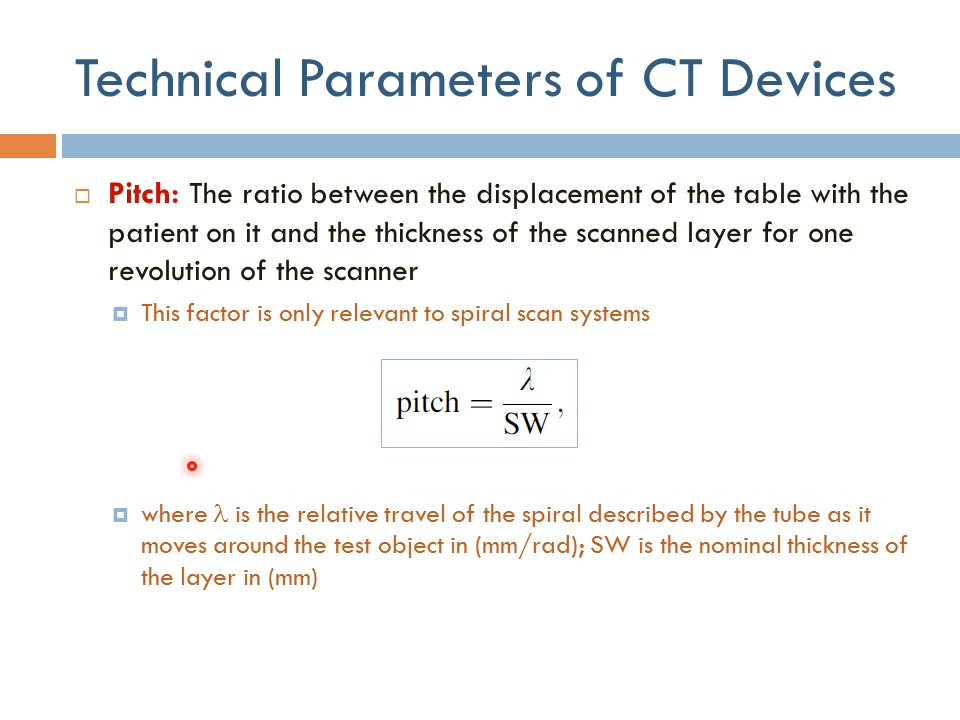 Technical Parameters of CT Devices
Pitch: The ratio between the displacement of the table with the
patient on it and the thickness of the scanned layer for one
revolution of the scanner
This factor is only relevant to spiral scan systems
pitch = λ/SW,
where λ is the relative travel of the spiral described by the tube as it
moves around the test object in (mm/rad); SW is the nominal thickness of
the layer in (mm)